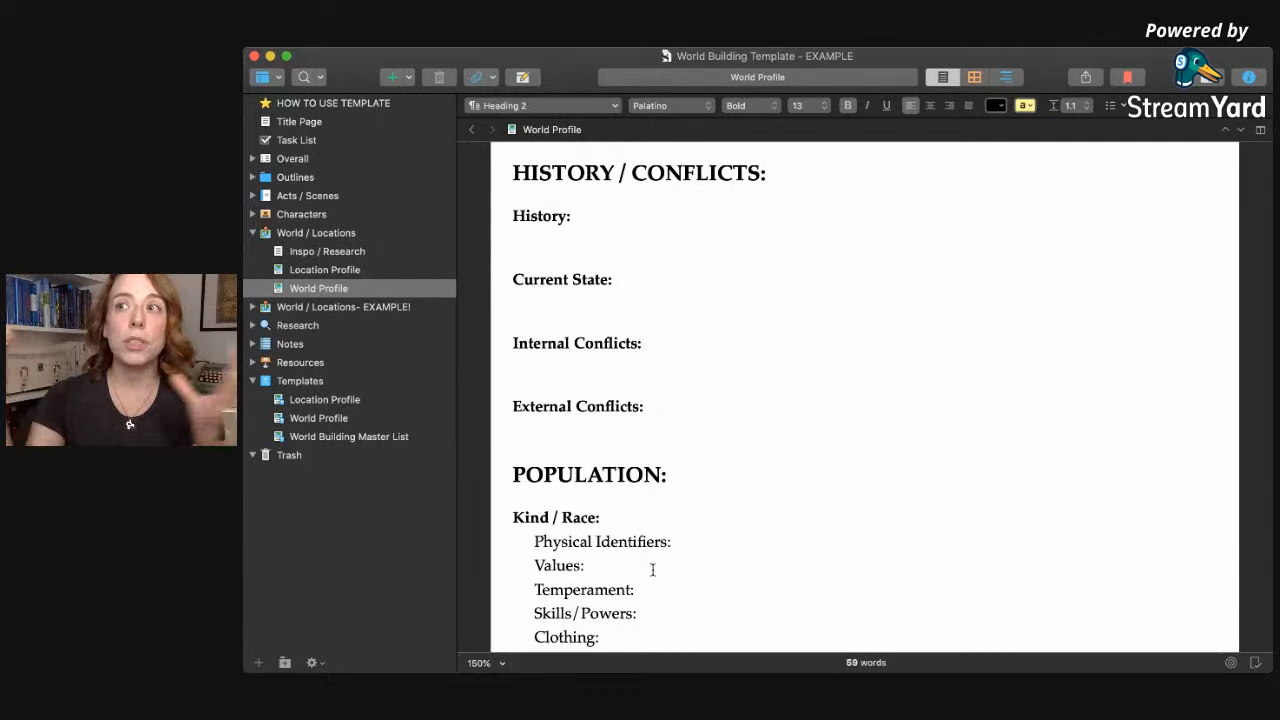 Powered by
StreamYard
World Building Template - EXAMPLE
World Profile
HOW TO USE TEMPLATE
Title Page
Task List
Overall
Outlines
Acts / Scenes
Characters
World / Locations
Inspo / Research
Location Profile
World Profile
World / Locations- EXAMPLE!
Research
Notes
Resources
Templates
Location Profile
World Profile
World Building Master List
Trash
Heading 2
Palatino
Bold
13
B
I
U
a
1.1
World Profile
HISTORY / CONFLICTS:
History:
Current State:
Internal Conflicts:
External Conflicts:
POPULATION:
Kind / Race:
Physical Identifiers:
Values:
Temperament:
Skills/Powers:
Clothing:
150%
59 words